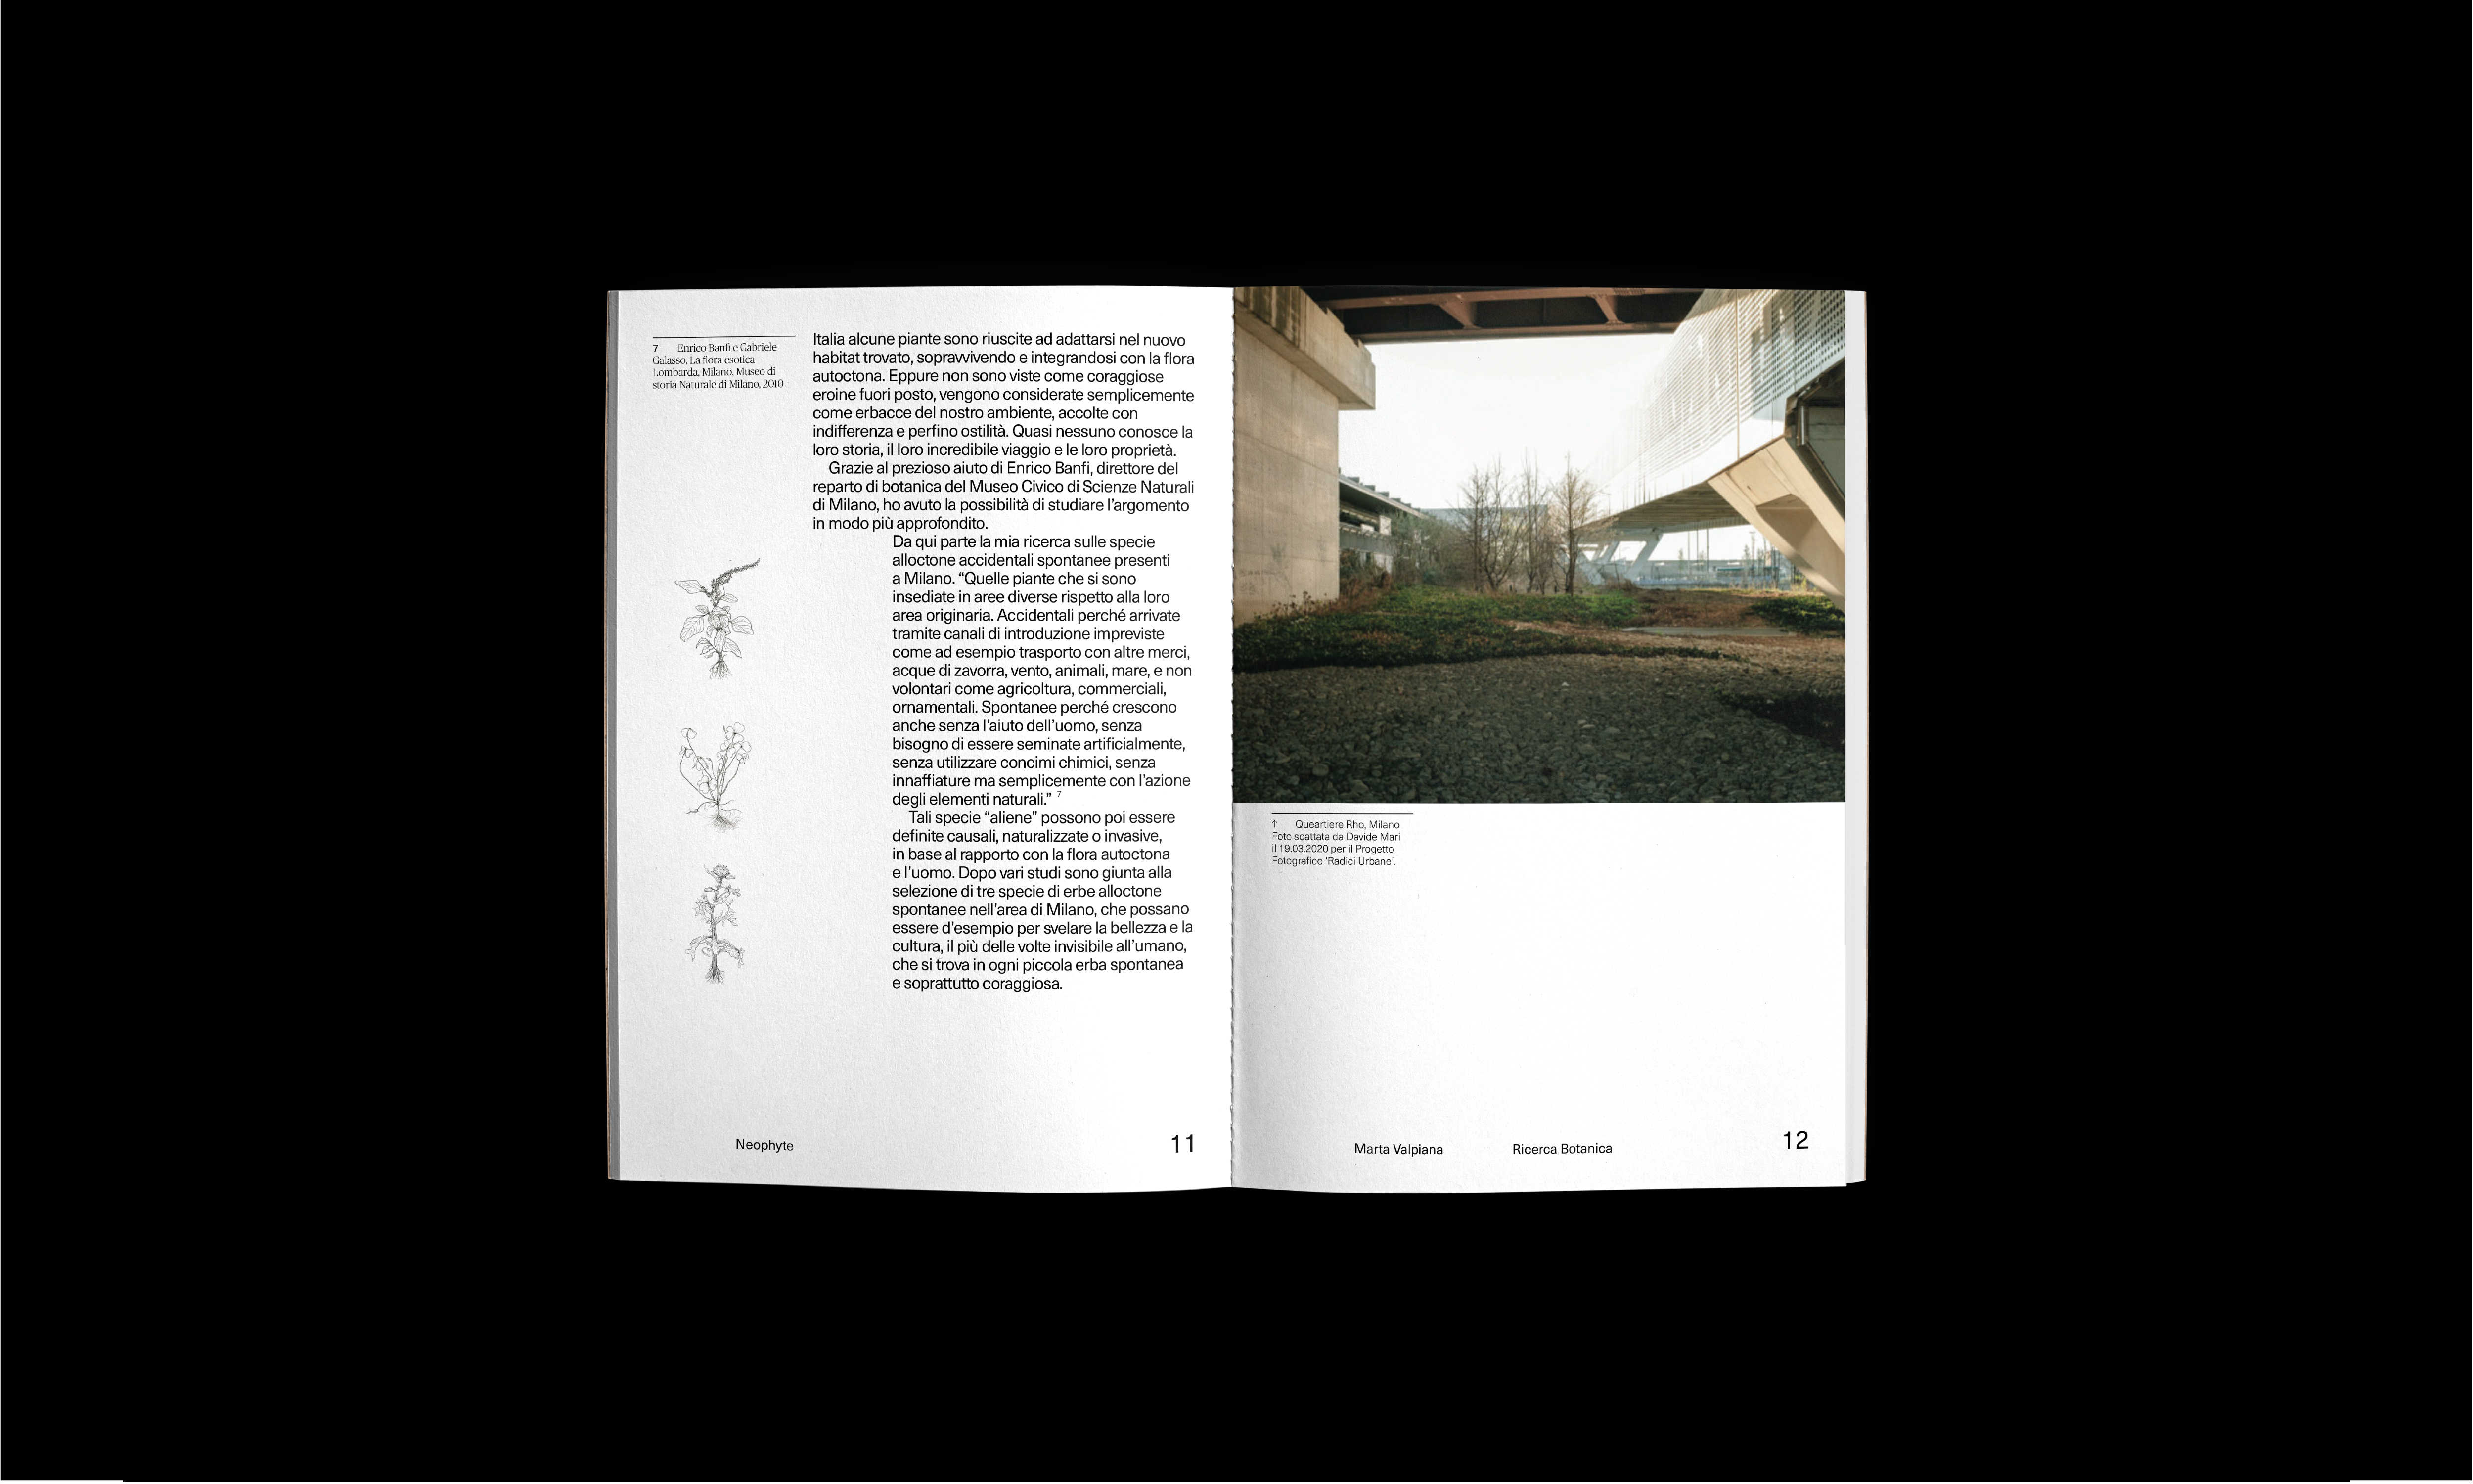 7 Enrico Banfi e Gabriele
Galasso, La flora esotica
Lombarda, Milano, Museo di
storia Naturale di Milano, 2010
Italia alcune piante sono riuscite ad adattarsi nel nuovo
habitat trovato, sopravvivendo e integrandosi con la flora
autoctona. Eppure non sono viste come coraggiose
eroine fuori posto, vengono considerate semplicemente
come erbacce del nostro ambiente, accolte con
indifferenza e perfino ostilità. Quasi nessuno conosce la
loro storia, il loro incredibile viaggio e le loro proprietà.
Grazie al prezioso aiuto di Enrico Banfi, direttore del
reparto di botanica del Museo Civico di Scienze Naturali
di Milano, ho avuto la possibilità di studiare l'argomento
in modo più approfondito.
Da qui parte la mia ricerca sulle specie
alloctone accidentali spontanee presenti
a Milano. “Quelle piante che si sono
insediate in aree diverse rispetto alla loro
area originaria. Accidentali perché arrivate
tramite canali di introduzione impreviste
come ad esempio trasporto con altre merci,
acque di zavorra, vento, animali, mare, e non
volontari come agricoltura, commerciali,
ornamentali. Spontanee perché crescono
anche senza l'aiuto dell'uomo, senza
bisogno di essere seminate artificialmente,
senza utilizzare concimi chimici, senza
innaffiature ma semplicemente con l'azione
degli elementi naturali.” 7
Tali specie “aliene” possono poi essere
definite causali, naturalizzate o invasive,
in base al rapporto con la flora autoctona
e l'uomo. Dopo vari studi sono giunta alla
selezione di tre specie di erbe alloctone
spontanee nell'area di Milano, che possano
essere d'esempio per svelare la bellezza e la
cultura, il più delle volte invisibile all'umano,
che si trova in ogni piccola erba spontanea
e soprattutto coraggiosa.
Neophyte
11
↑ Queartiere Rho, Milano
Foto scattata da Davide Mari
il 19.03.2020 per il Progetto
Fotografico ‘Radici Urbane’.
Marta Valpiana
Ricerca Botanica
12